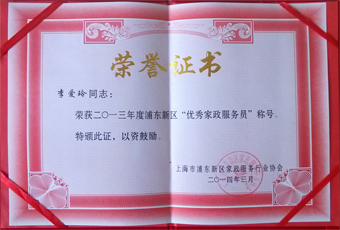 荣誉证书
李爱玲同志：
荣获二〇一三年度浦东新区“优秀家政服务员”称号。
特颁此证，以资鼓励。
上海市浦东新区家政服务行业协会
二〇一四年三月